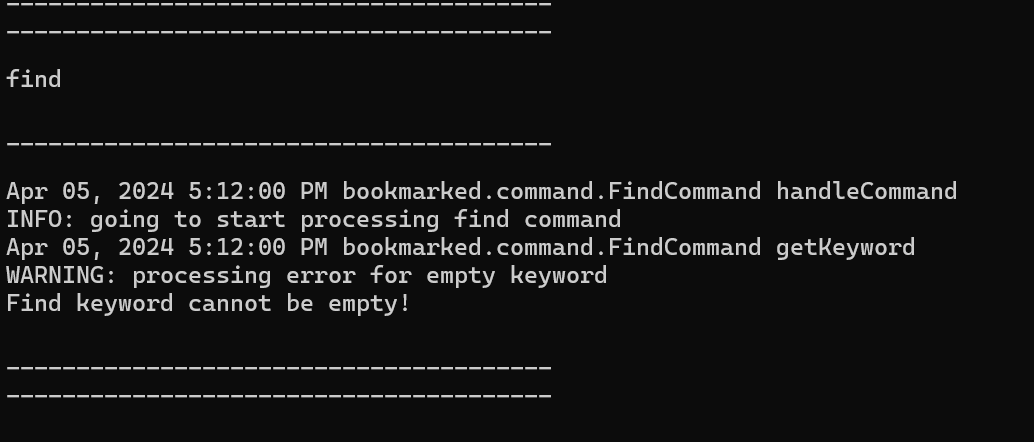 ---------------------------------------
---------------------------------------
find
---------------------------------------
Apr 05, 2024 5:12:00 PM bookmarked.command.FindCommand handleCommand
INFO: going to start processing find command
Apr 05, 2024 5:12:00 PM bookmarked.command.FindCommand getKeyword
WARNING: processing error for empty keyword
Find keyword cannot be empty!
---------------------------------------
---------------------------------------